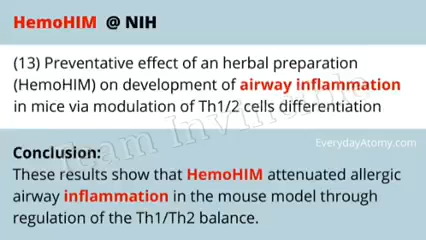 HemoHIM @ NIH
(13) Preventative effect of an herbal preparation
(HemoHIM) on development of airway inflammation
in mice via modulation of Th1/2 cells differentiation
EverydayAtomy.com
Team Invincible
Conclusion:
These results show that HemoHIM attenuated allergic
airway inflammation in the mouse model through
regulation of the Th1/Th2 balance.